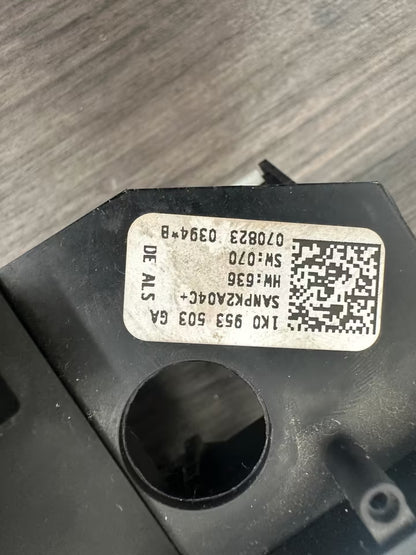 1K0 953 503 GA
SANPK2A04C+
HW:636
SW:070
070823 0394*B
DE ALS